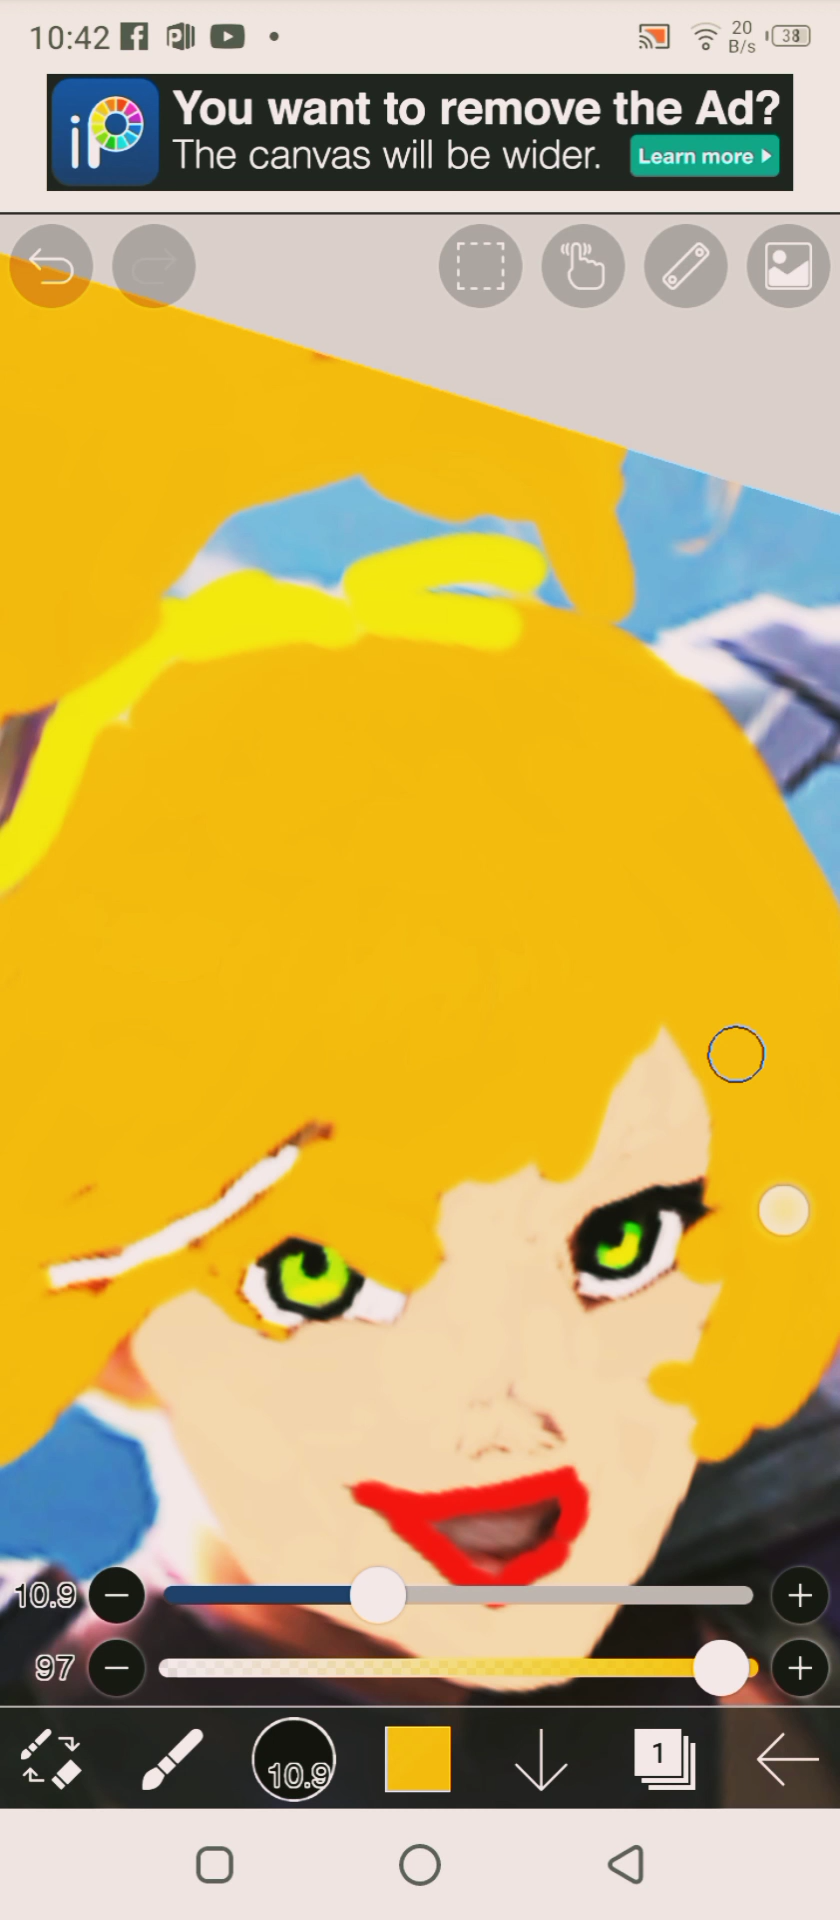 10:42
20
B/s
38
iP
You want to remove the Ad?
The canvas will be wider.
Learn more
10.9
97
10.9
1